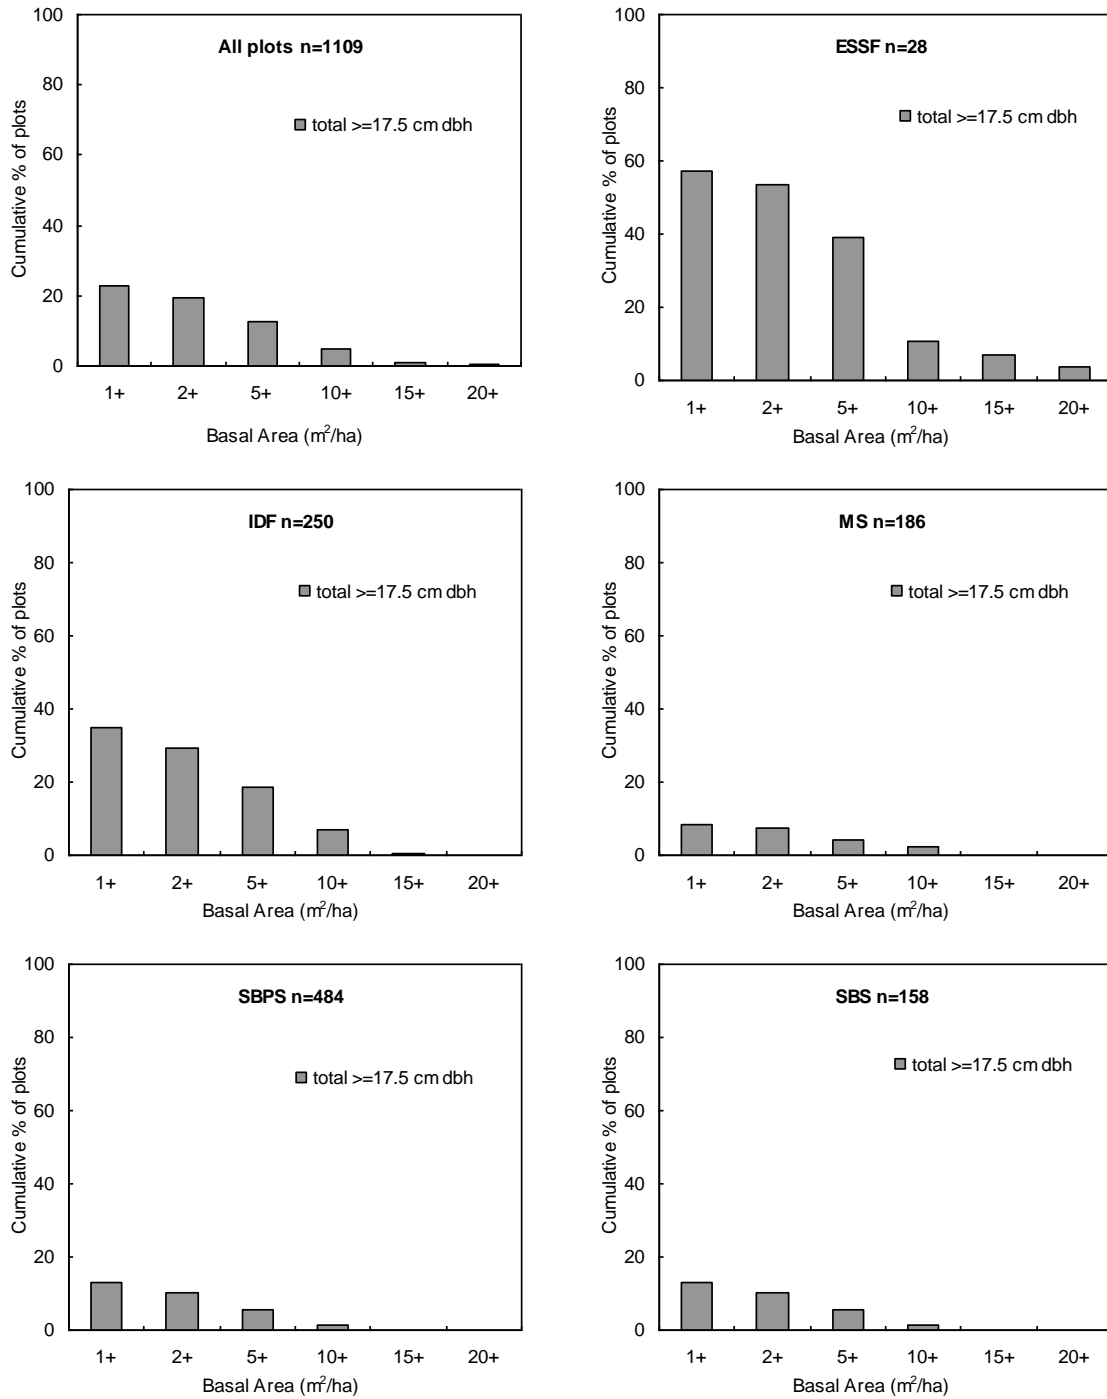 All plots n=1109
total >=17.5 cm dbh
Cumulative % of plots
100
80
60
40
20
0
1+ 2+ 5+ 10+ 15+ 20+
Basal Area (m²/ha)
ESSF n=28
total >=17.5 cm dbh
Cumulative % of plots
100
80
60
40
20
0
1+ 2+ 5+ 10+ 15+ 20+
Basal Area (m²/ha)
IDF n=250
total >=17.5 cm dbh
Cumulative % of plots
100
80
60
40
20
0
1+ 2+ 5+ 10+ 15+ 20+
Basal Area (m²/ha)
MS n=186
total >=17.5 cm dbh
Cumulative % of plots
100
80
60
40
20
0
1+ 2+ 5+ 10+ 15+ 20+
Basal Area (m²/ha)
SBPS n=484
total >=17.5 cm dbh
Cumulative % of plots
100
80
60
40
20
0
1+ 2+ 5+ 10+ 15+ 20+
Basal Area (m²/ha)
SBS n=158
total >=17.5 cm dbh
Cumulative % of plots
100
80
60
40
20
0
1+ 2+ 5+ 10+ 15+ 20+
Basal Area (m²/ha)